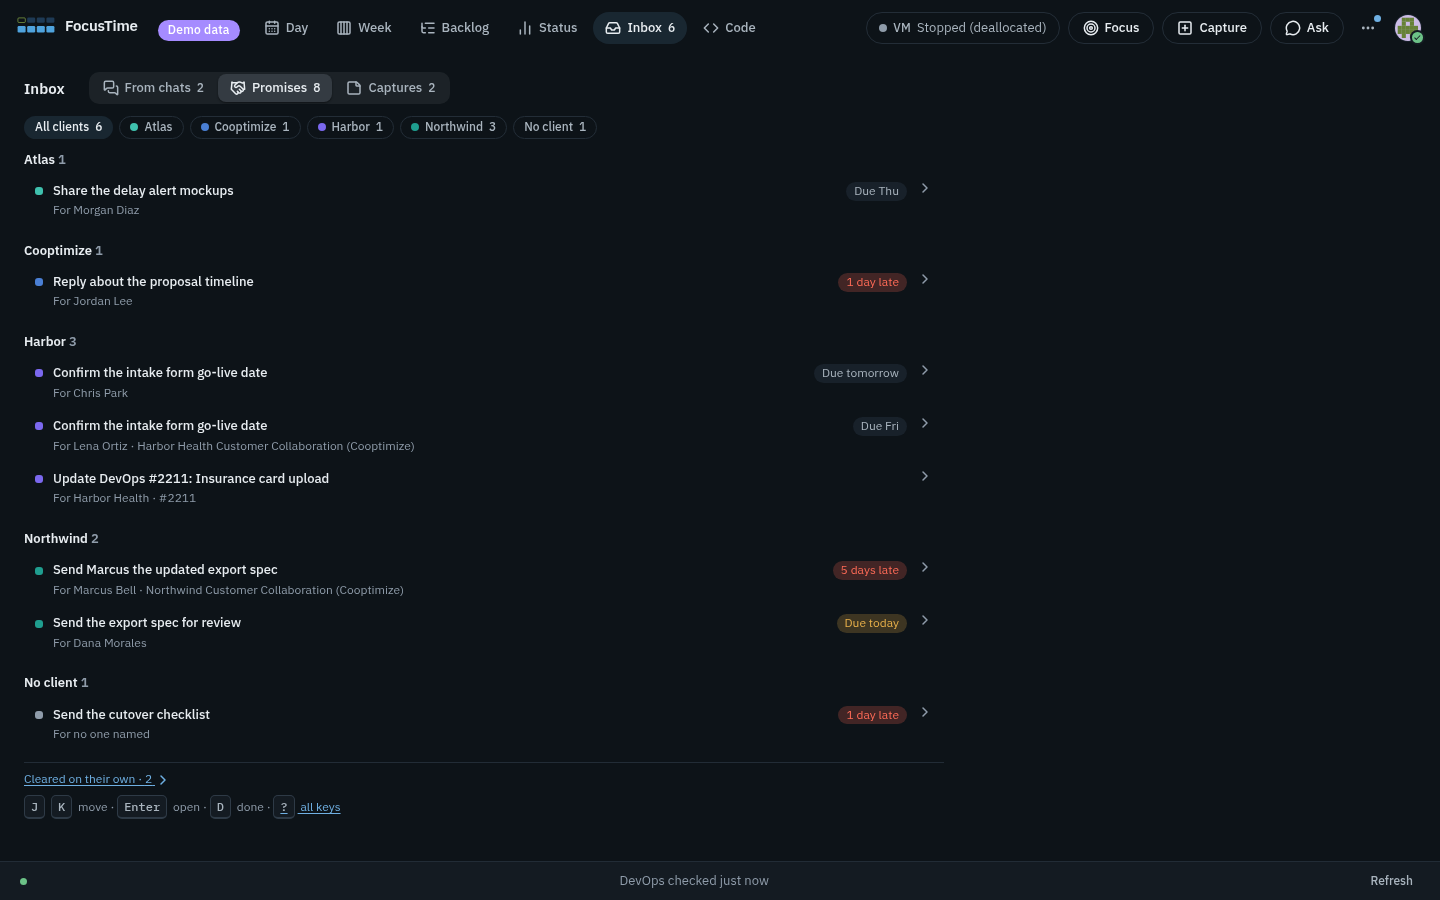 FocusTime
Demo data
Day
Week
Backlog
Status
Inbox 6
Code
VM Stopped (deallocated)
Focus
Capture
Ask
Inbox
From chats 2
Promises 8
Captures 2
All clients 6
Atlas
Cooptimize 1
Harbor 1
Northwind 3
No client 1
Atlas 1
Share the delay alert mockups
Due Thu
For Morgan Diaz
Cooptimize 1
Reply about the proposal timeline
1 day late
For Jordan Lee
Harbor 3
Confirm the intake form go-live date
Due tomorrow
For Chris Park
Confirm the intake form go-live date
Due Fri
For Lena Ortiz · Harbor Health Customer Collaboration (Cooptimize)
Update DevOps #2211: Insurance card upload
For Harbor Health · #2211
Northwind 2
Send Marcus the updated export spec
5 days late
For Marcus Bell · Northwind Customer Collaboration (Cooptimize)
Send the export spec for review
Due today
For Dana Morales
No client 1
Send the cutover checklist
1 day late
For no one named
Cleared on their own · 2
J K move · Enter open · D done · ? all keys
DevOps checked just now
Refresh